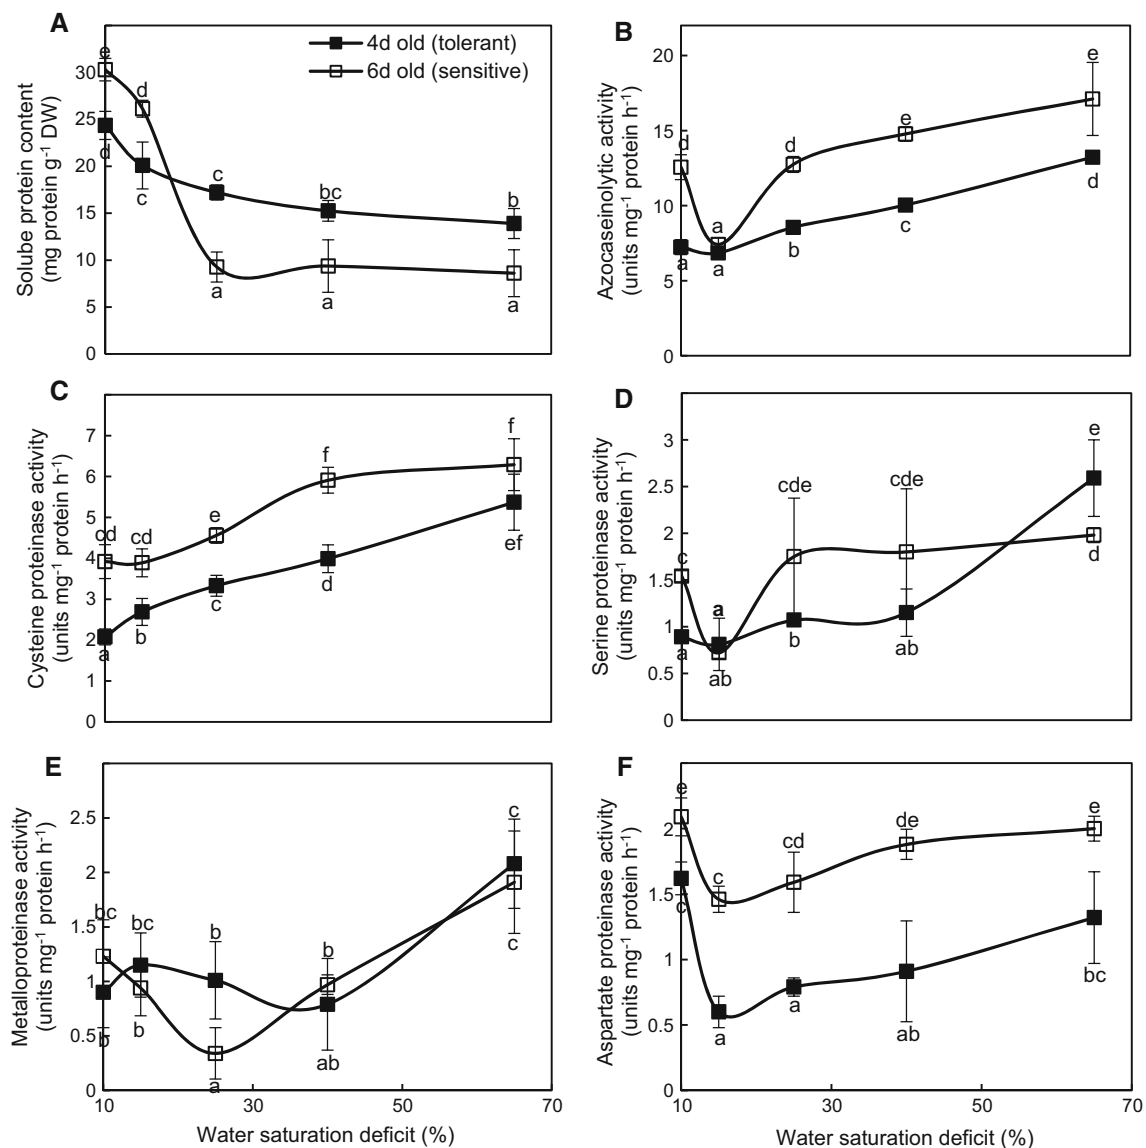 A
4d old (tolerant)
6d old (sensitive)
Solube protein content
(mg protein g-1 DW)
30
25
20
15
10
5
0
e
d
d
c
c
bc
b
a
a
a
B
Azocaseinolytic activity
(units mg-1 protein h-1)
20
15
10
5
0
d
a
d
e
e
a
a
b
c
d
C
Cysteine proteinase activity
(units mg-1 protein h-1)
7
6
5
4
3
2
1
0
cd
cd
e
f
f
a
b
c
d
ef
D
Serine proteinase activity
(units mg-1 protein h-1)
3
2.5
2
1.5
1
0.5
0
c
a
cde
cde
e
a
ab
b
ab
d
E
Metalloproteinase activity
(units mg-1 protein h-1)
2.5
2
1.5
1
0.5
0
bc
bc
b
b
c
b
b
a
ab
c
10
30
50
70
Water saturation deficit (%)
F
Aspartate proteinase activity
(units mg-1 protein h-1)
2
1.5
1
0.5
0
e
c
cd
de
e
c
a
a
ab
bc
10
30
50
70
Water saturation deficit (%)